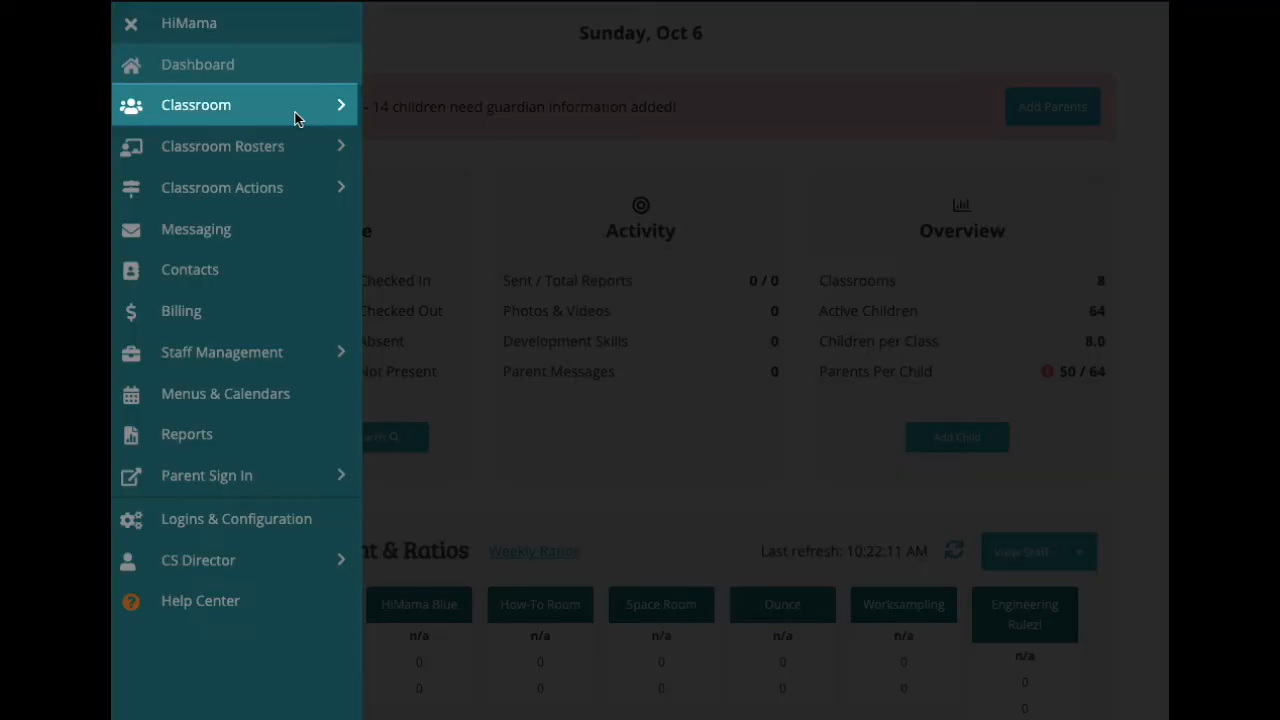 HiMama
Dashboard
Classroom
Classroom Rosters
Classroom Actions
Messaging
Contacts
Billing
Staff Management
Menus & Calendars
Reports
Parent Sign In
Logins & Configuration
CS Director
Help Center
Sunday, Oct 6
- 14 children need guardian information added!
Add Parents
Checked In
Checked Out
Absent
Not Present
Activity
Sent / Total Reports 0 / 0
Photos & Videos 0
Development Skills 0
Parent Messages 0
Overview
Classrooms 8
Active Children 64
Children per Class 8.0
Parents Per Child 50 / 64
Add Child
& Ratios Last refresh: 10:22:11 AM View Staff
HiMama Blue How-To Room Space Room Ounce Worksampling Engineering
Rulez!
n/a n/a n/a n/a n/a
n/a
0 0 0 0 0
0
0 0 0 0 0
0